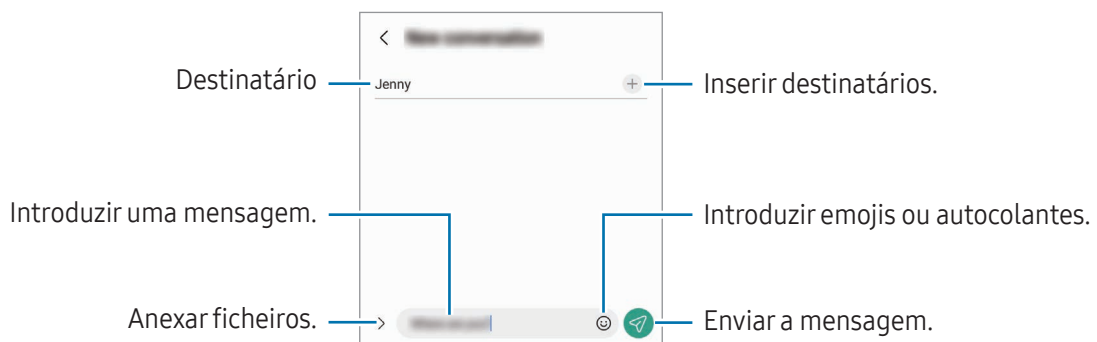 Destinatário
Jenny
Inserir destinatários.
Introduzir uma mensagem.
Introduzir emojis ou autocolantes.
Anexar ficheiros.
Enviar a mensagem.